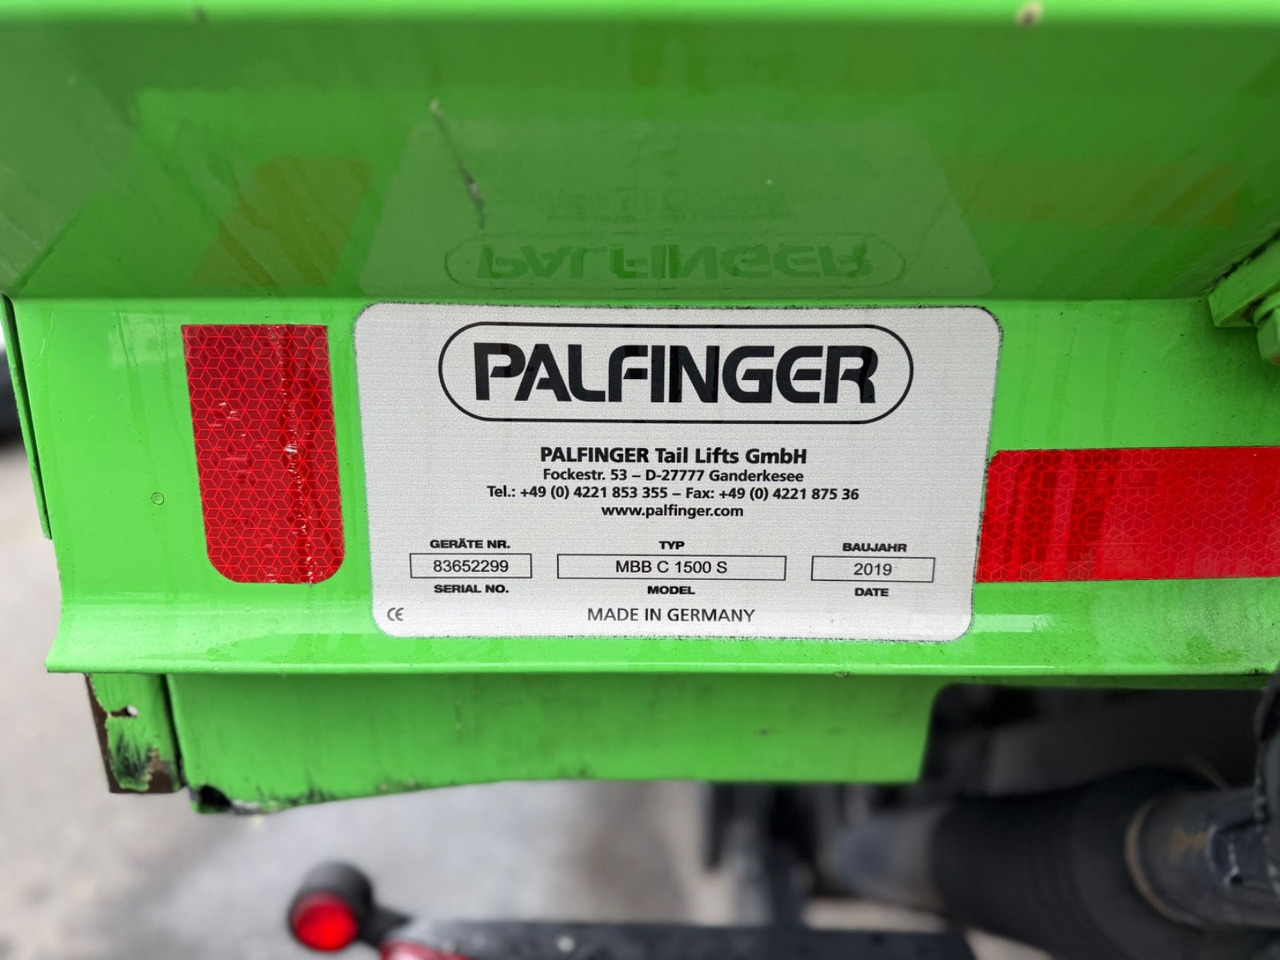 PALFINGER
PALFINGER Tail Lifts GmbH
Fockestr. 53 – D-27777 Ganderkesee
Tel.: +49 (0) 4221 853 355 – Fax: +49 (0) 4221 875 36
www.palfinger.com
GERÄTE NR. TYP BAUJAHR
83652299 MBB C 1500 S 2019
SERIAL NO. MODEL DATE
CE MADE IN GERMANY